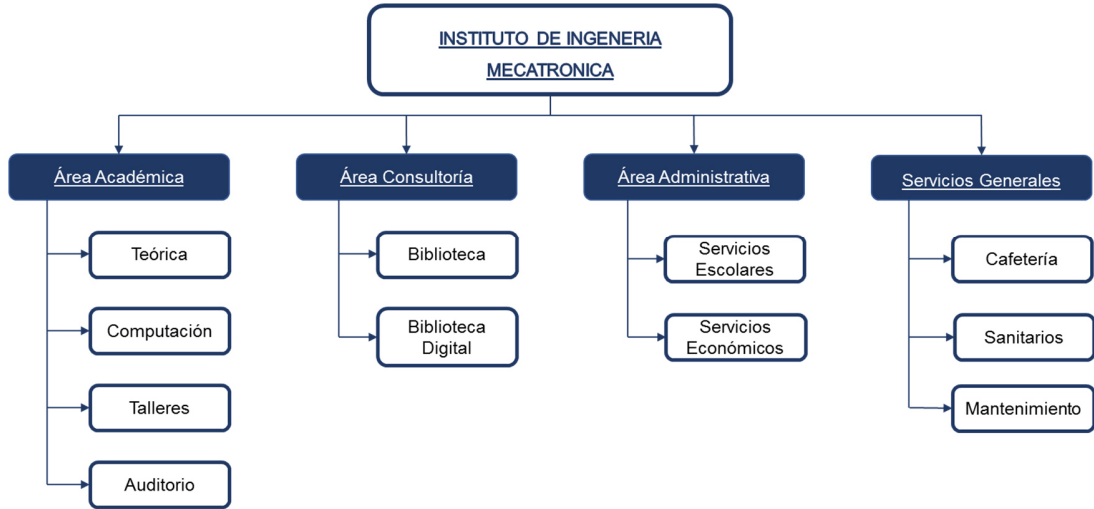 INSTITUTO DE INGENERIA
MECATRONICA
Área Académica
Área Consultoría
Área Administrativa
Servicios Generales
Teórica
Computación
Talleres
Auditorio
Biblioteca
Biblioteca
Digital
Servicios
Escolares
Servicios
Económicos
Cafetería
Sanitarios
Mantenimiento